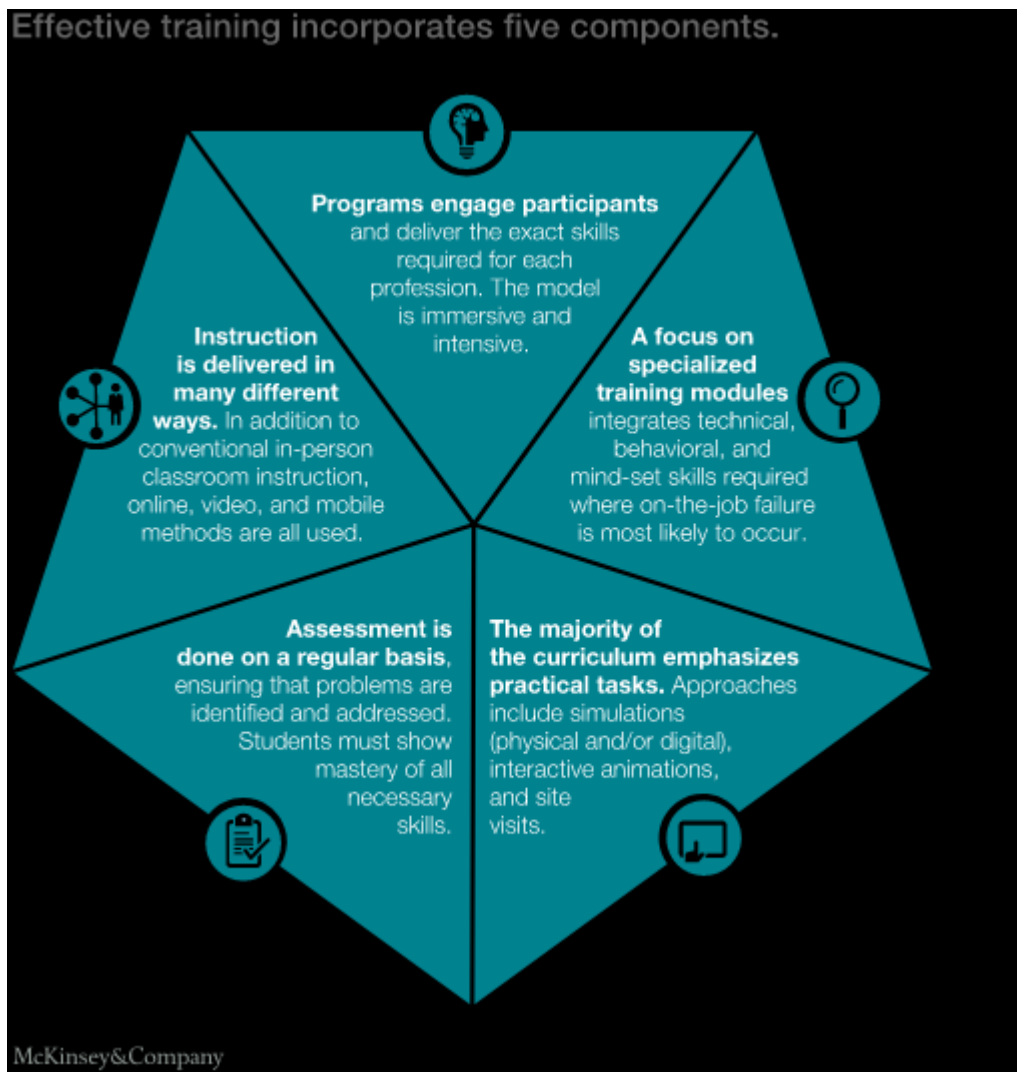 Effective training incorporates five components.
Programs engage participants
and deliver the exact skills
required for each
profession. The model
is immersive and
intensive.
A focus on
specialized
training modules
integrates technical,
behavioral, and
mind-set skills required
where on-the-job failure
is most likely to occur.
The majority of
the curriculum emphasizes
practical tasks. Approaches
include simulations
(physical and/or digital),
interactive animations,
and site
visits.
Assessment is
done on a regular basis,
ensuring that problems are
identified and addressed.
Students must show
mastery of all
necessary
skills.
Instruction
is delivered in
many different
ways. In addition to
conventional in-person
classroom instruction,
online, video, and mobile
methods are all used.
McKinsey&Company